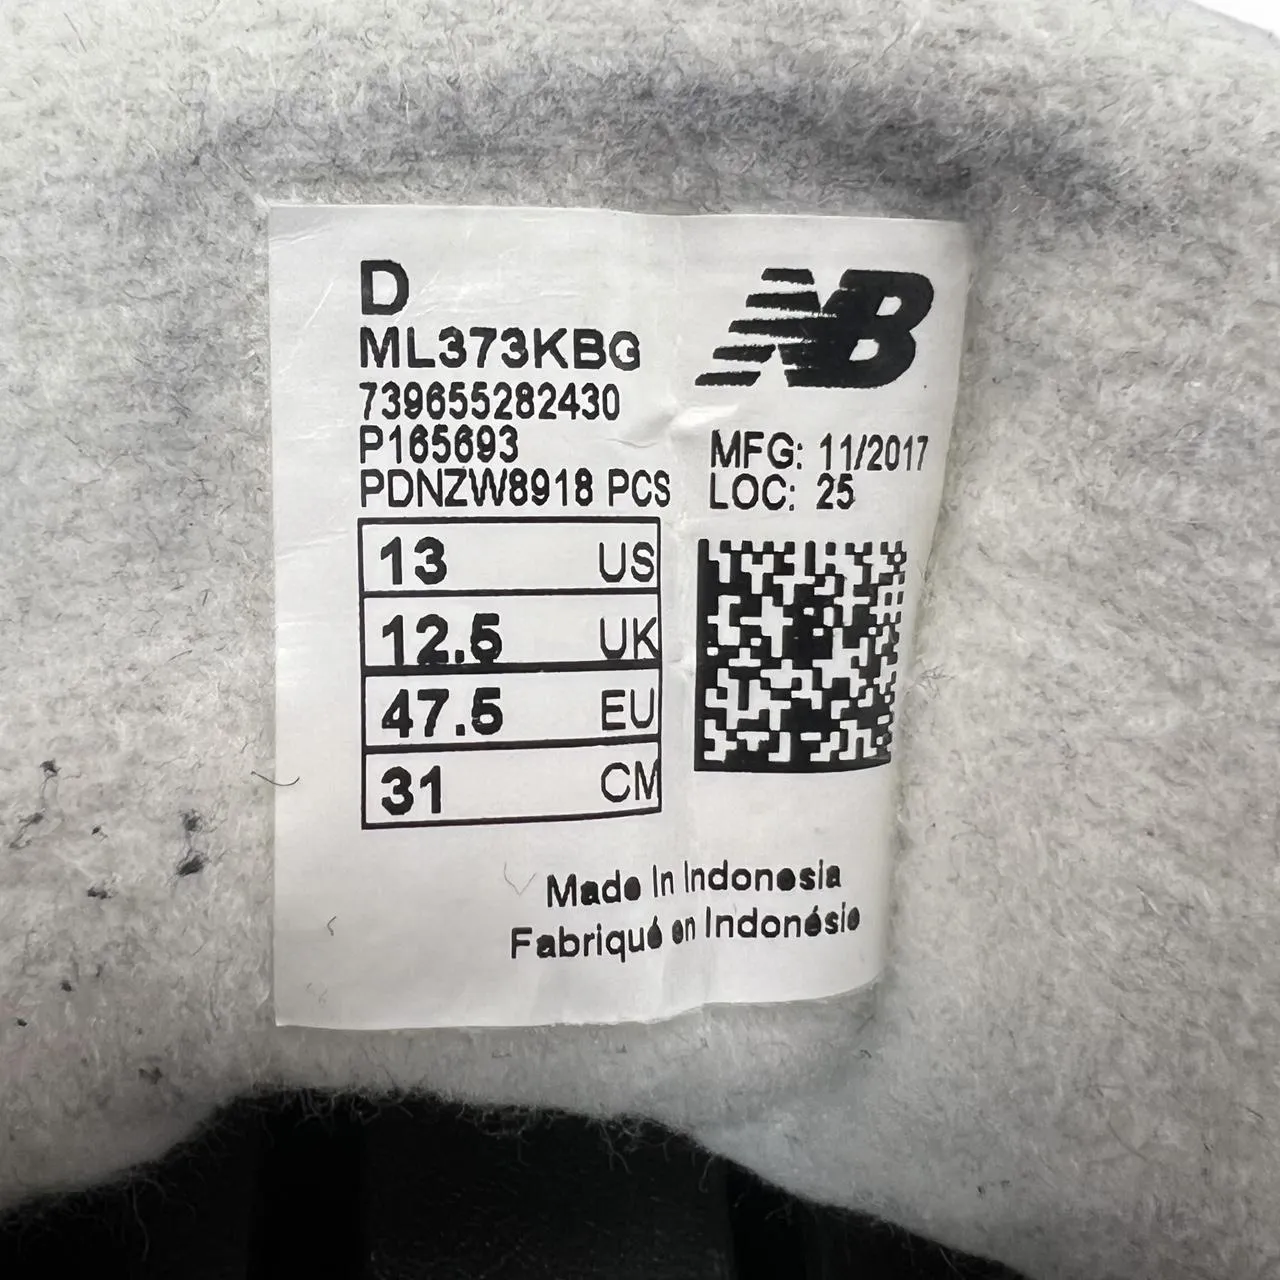 D
ML373KBG
739655282430
P165693
PDNZW8918 PCS
NB
MFG: 11/2017
LOC: 25
13 US
12.5 UK
47.5 EU
31 CM
Made In Indonesia
Fabriqué en Indonésie